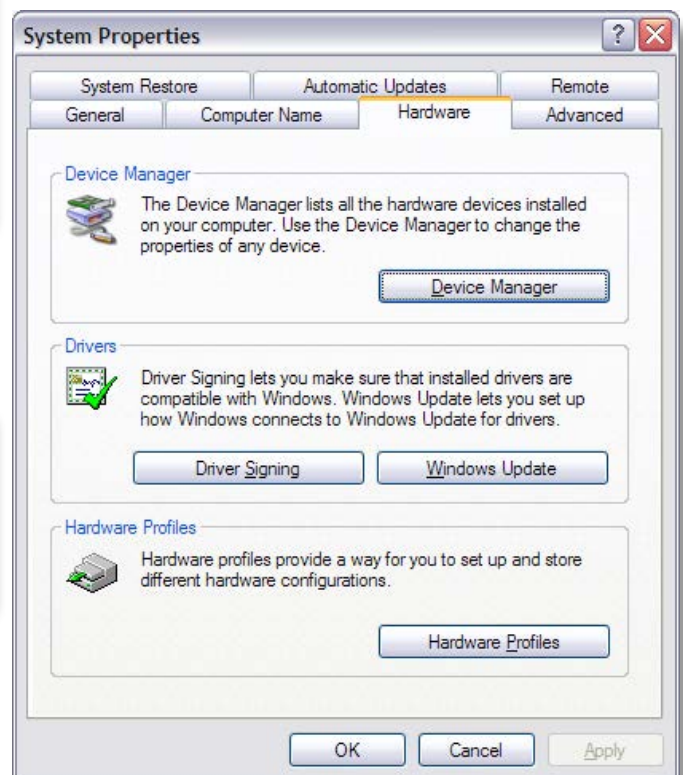 System Properties
?
System Restore
Automatic Updates
Remote
General
Computer Name
Hardware
Advanced
Device Manager
The Device Manager lists all the hardware devices installed
on your computer. Use the Device Manager to change the
properties of any device.
Device Manager
Drivers
Driver Signing lets you make sure that installed drivers are
compatible with Windows. Windows Update lets you set up
how Windows connects to Windows Update for drivers.
Driver Signing
Windows Update
Hardware Profiles
Hardware profiles provide a way for you to set up and store
different hardware configurations.
Hardware Profiles
OK
Cancel
Apply